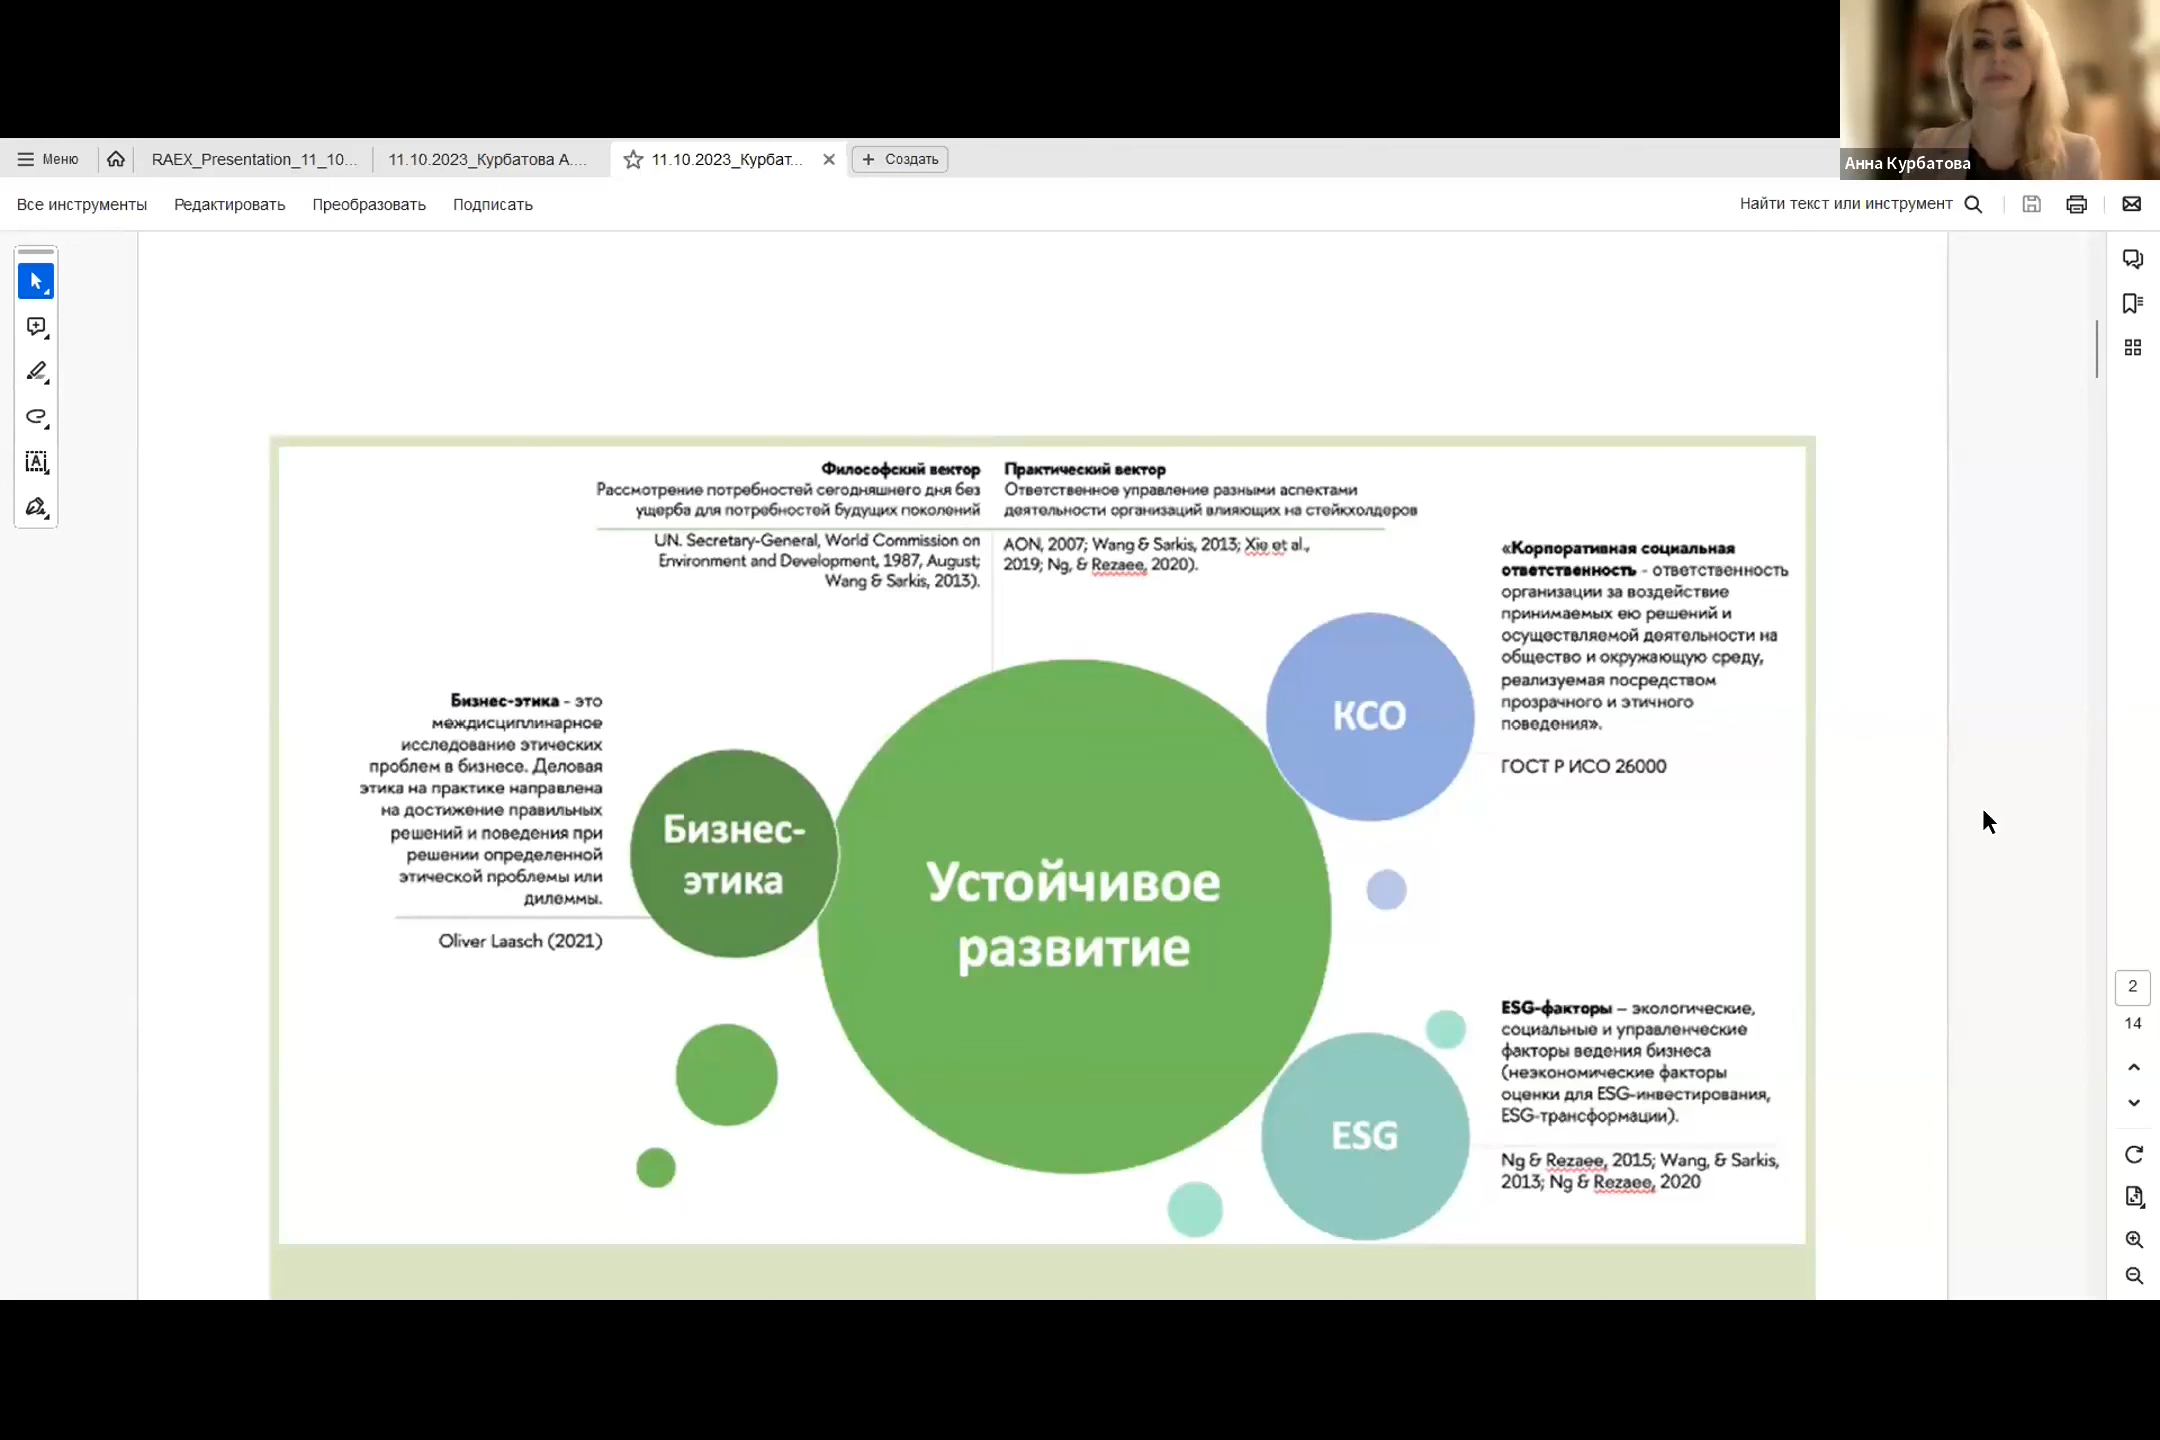 Анна Курбатова
Меню
RAEX_Presentation_11_10...
11.10.2023_Курбатова А....
11.10.2023_Курбат...
Создать
Все инструменты
Редактировать
Преобразовать
Подписать
Найти текст или инструмент
Философский вектор
Рассмотрение потребностей сегодняшнего дня без
ущерба для потребностей будущих поколений
UN. Secretary-General, World Commission on
Environment and Development, 1987, August;
Wang & Sarkis, 2013).
Практический вектор
Ответственное управление разными аспектами
деятельности организаций влияющих на стейкхолдеров
AON, 2007; Wang & Sarkis, 2013; Xie et al.,
2019; Ng, & Rezaee, 2020).
«Корпоративная социальная
ответственность - ответственность
организации за воздействие
принимаемых ею решений и
осуществляемой деятельности на
общество и окружающую среду,
реализуемая посредством
прозрачного и этичного
поведения».
ГОСТ Р ИСО 26000
КСО
Бизнес-этика - это
междисциплинарное
исследование этических
проблем в бизнесе. Деловая
этика на практике направлена
на достижение правильных
решений и поведения при
решении определенной
этической проблемы или
дилеммы.
Oliver Laasch (2021)
Бизнес-
этика
Устойчивое
развитие
ESG
ESG-факторы – экологические,
социальные и управленческие
факторы ведения бизнеса
(неэкономические факторы
оценки для ESG-инвестирования,
ESG-трансформации).
Ng & Rezaee, 2015; Wang, & Sarkis,
2013; Ng & Rezaee, 2020
2
14